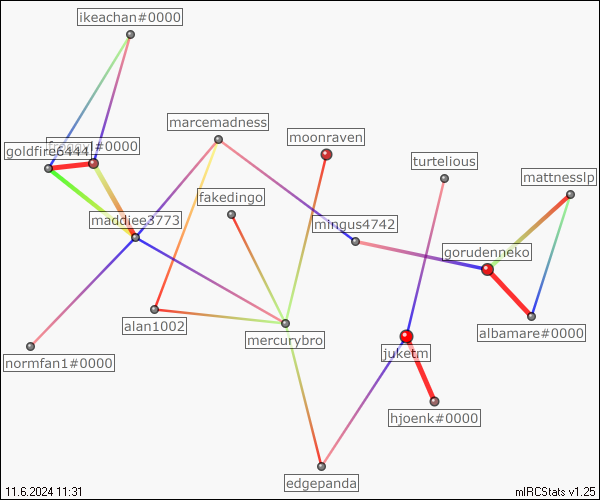 ikeachan#0000
marcemadness
moonraven
#0000
goldfire6444
turtelious
mattnesslp
fakedingo
maddiee3773
mingus4742
gorudenneko
alan1002
mercurybro
albamare#0000
juketm
normfan1#0000
hjoenk#0000
edgepanda
11.6.2024 11:31
mIRCStats v1.25